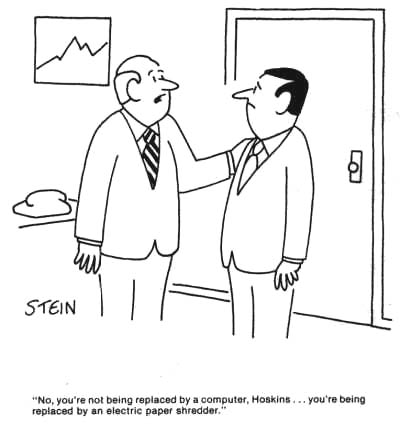 STEIN
"No, you're not being replaced by a computer, Hoskins . . . you're being
replaced by an electric paper shredder."